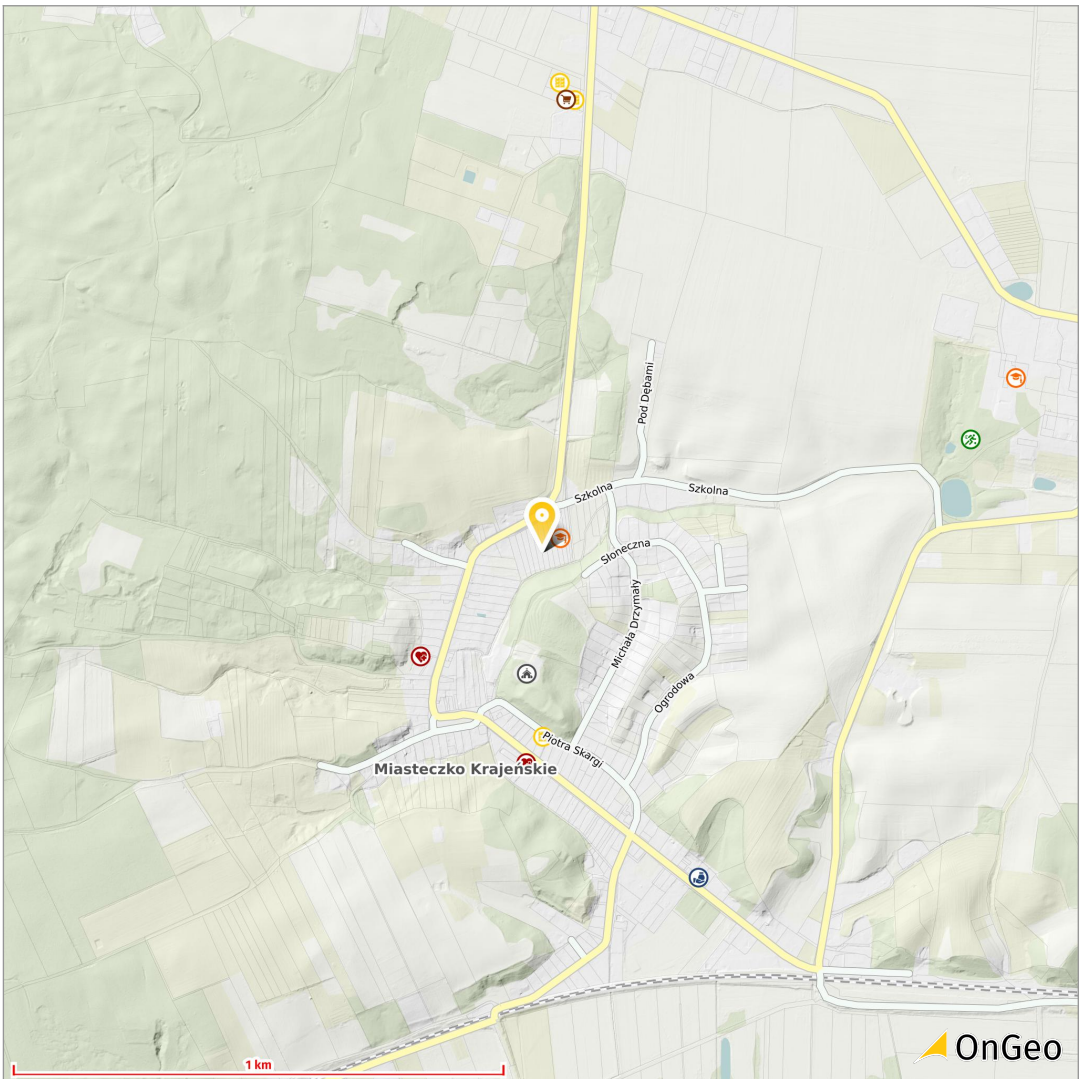 Pod Dębami
Szkolna
Szkolna
Słoneczna
Michała Drzymały
Ogrodowa
Piotra Skargi
Miasteczko Krajeńskie
1 km
OnGeo